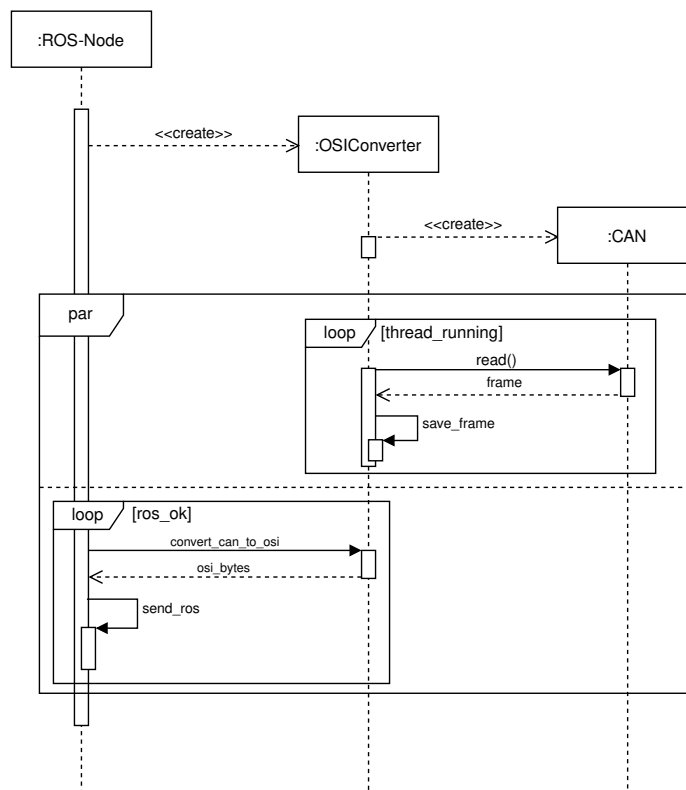 :ROS-Node
<<create>>
:OSIConverter
<<create>>
:CAN
par
loop [thread_running]
read()
frame
save_frame
loop [ros_ok]
convert_can_to_osi
osi_bytes
send_ros